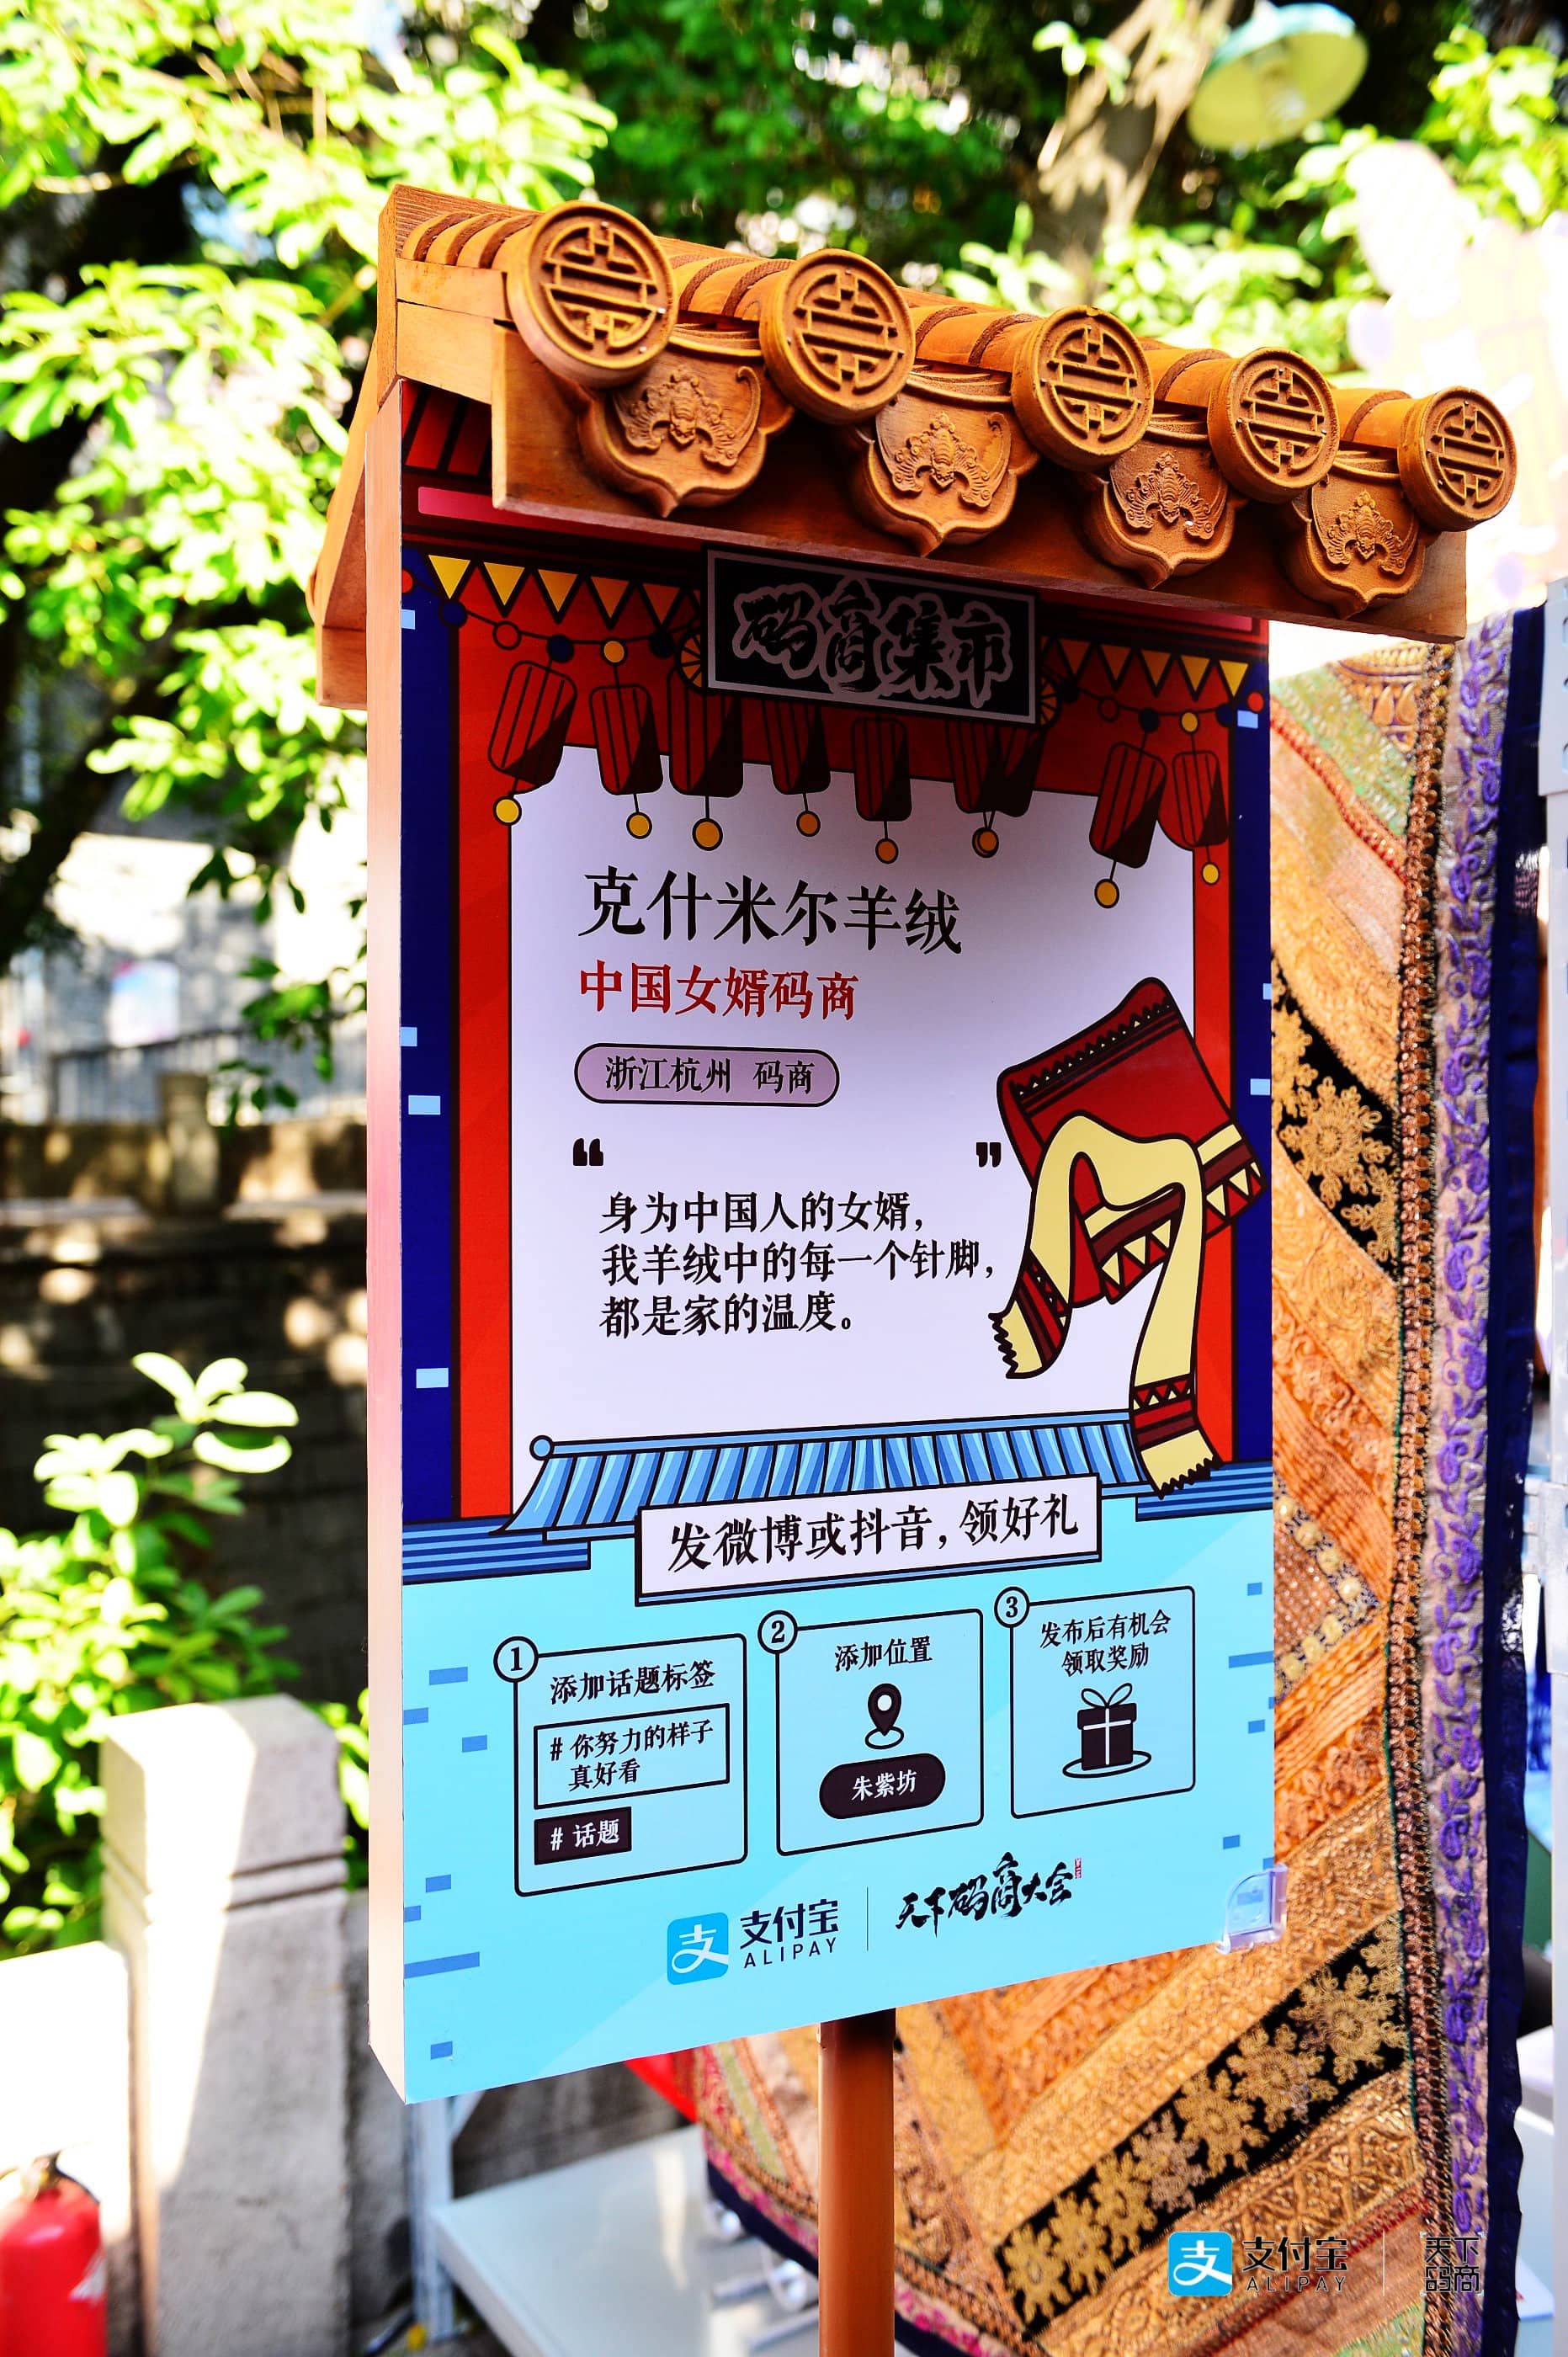 码商集市
克什米尔羊绒
中国女婿码商
浙江杭州 码商
“ ”
身为中国人的女婿，
我羊绒中的每一个针脚，
都是家的温度。
发微博或抖音，领好礼
1
添加话题标签
# 你努力的样子
真好看
# 话题
2
添加位置
朱紫坊
3
发布后有机会
领取奖励
支 支付宝
ALIPAY
天下码商大会
支 支付宝
ALIPAY
天下
码商